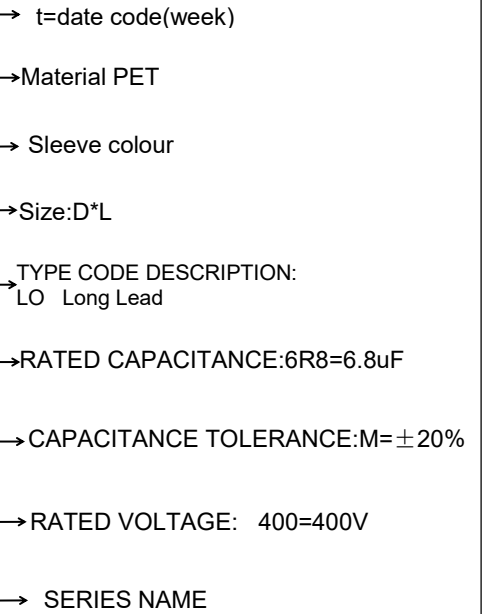 t=date code(week)
Material PET
Sleeve colour
Size:D*L
TYPE CODE DESCRIPTION:
LO Long Lead
RATED CAPACITANCE:6R8=6.8uF
CAPACITANCE TOLERANCE:M=±20%
RATED VOLTAGE: 400=400V
SERIES NAME